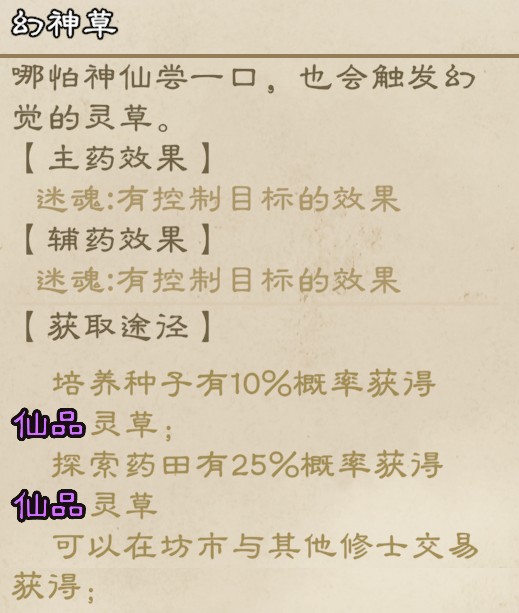 幻神草
哪怕神仙尝一口，也会触发幻
觉的灵草。
【主药效果】
迷魂:有控制目标的效果
【辅药效果】
迷魂:有控制目标的效果
【获取途径】
培养种子有10%概率获得
仙品灵草；
探索药田有25%概率获得
仙品灵草
可以在坊市与其他修士交易
获得；